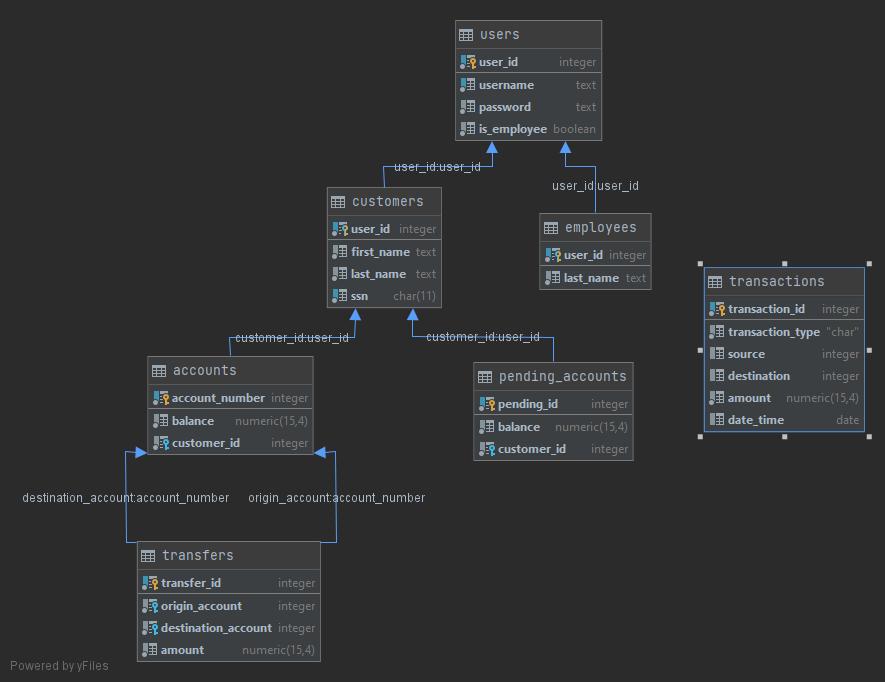 users
user_id integer
username text
password text
is_employee boolean
user_id:user_id
user_id:user_id
customers
user_id integer
first_name text
last_name text
ssn char(11)
employees
user_id integer
last_name text
transactions
transaction_id integer
transaction_type "char"
source integer
destination integer
amount numeric(15,4)
date_time date
customer_id:user_id
customer_id:user_id
accounts
account_number integer
balance numeric(15,4)
customer_id integer
pending_accounts
pending_id integer
balance numeric(15,4)
customer_id integer
destination_account:account_number
origin_account:account_number
transfers
transfer_id integer
origin_account integer
destination_account integer
amount numeric(15,4)
Powered by yFiles